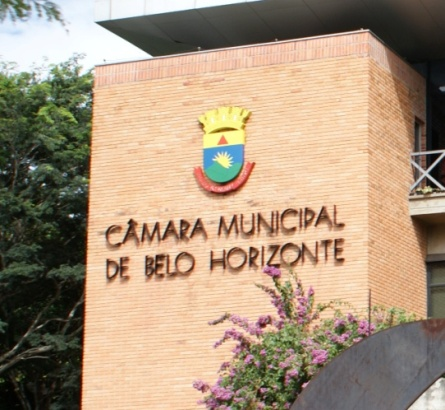 CÂMARA MUNICIPAL
DE BELO HORIZONTE